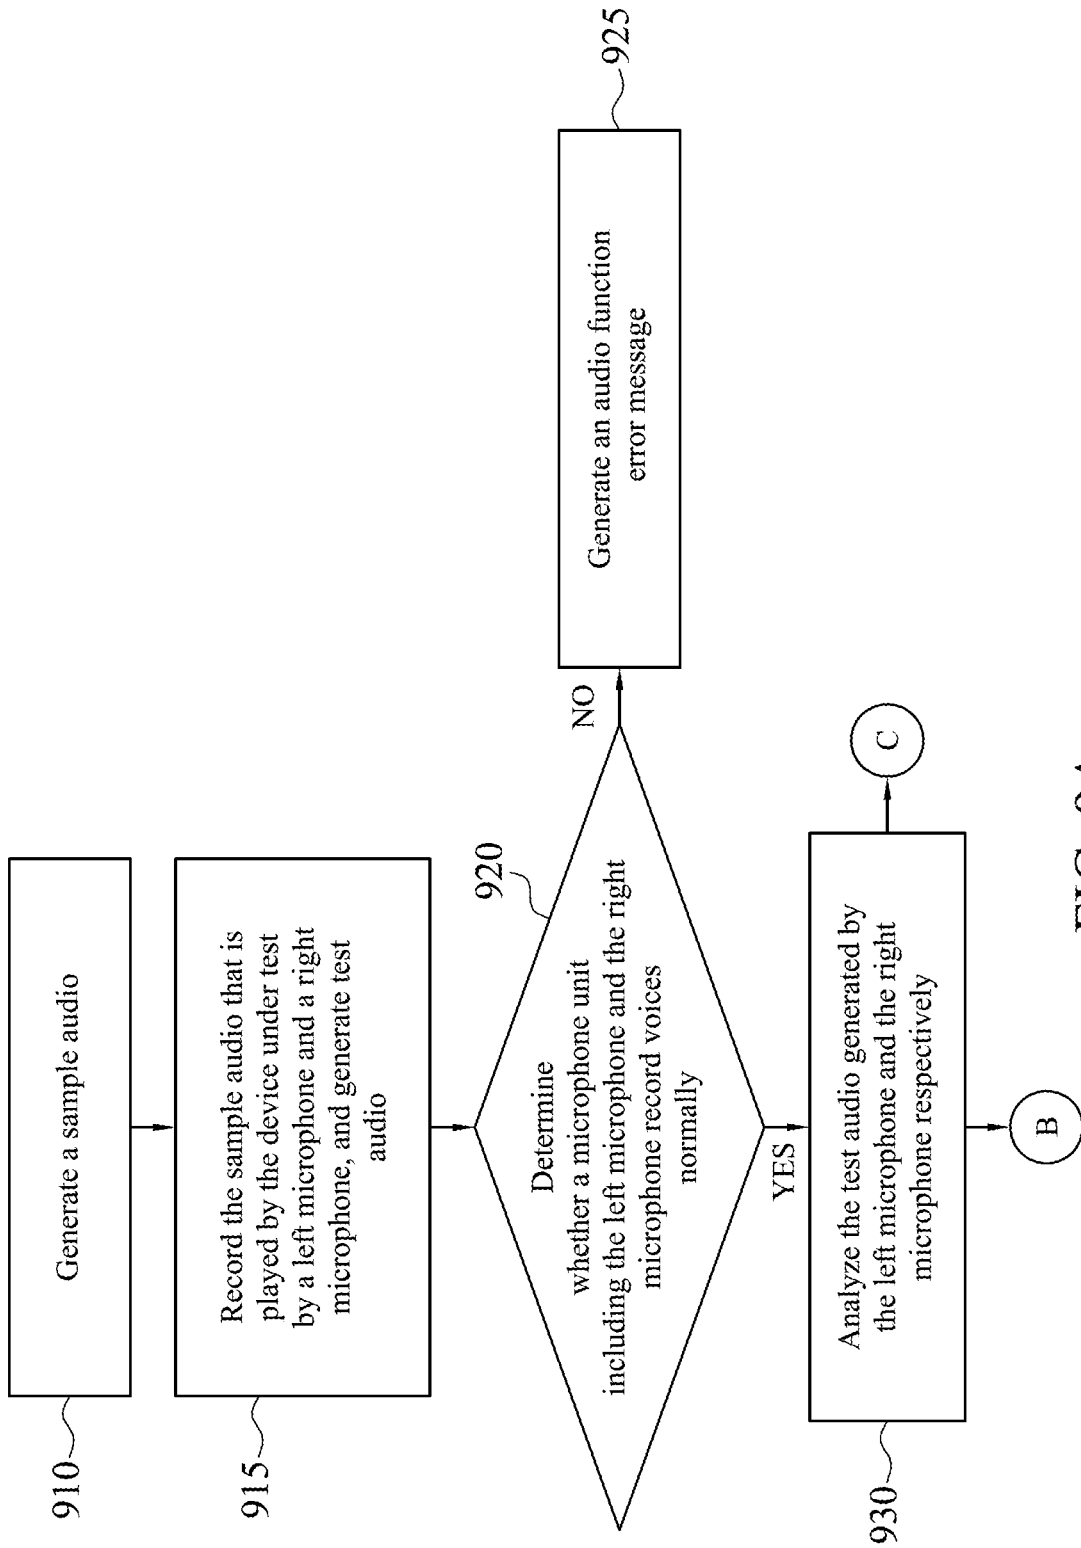 910
Generate a sample audio
915
Record the sample audio that is
played by the device under test
by a left microphone and a right
microphone, and generate test
audio
920
Determine
whether a microphone unit
including the left microphone and the right
microphone record voices
normally
NO
925
Generate an audio function
error message
YES
930
Analyze the test audio generated by
the left microphone and the right
microphone respectively
C
B